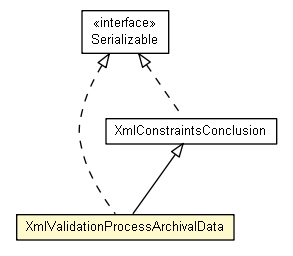 «interface»
Serializable
XmlConstraintsConclusion
XmlValidationProcessArchivalData